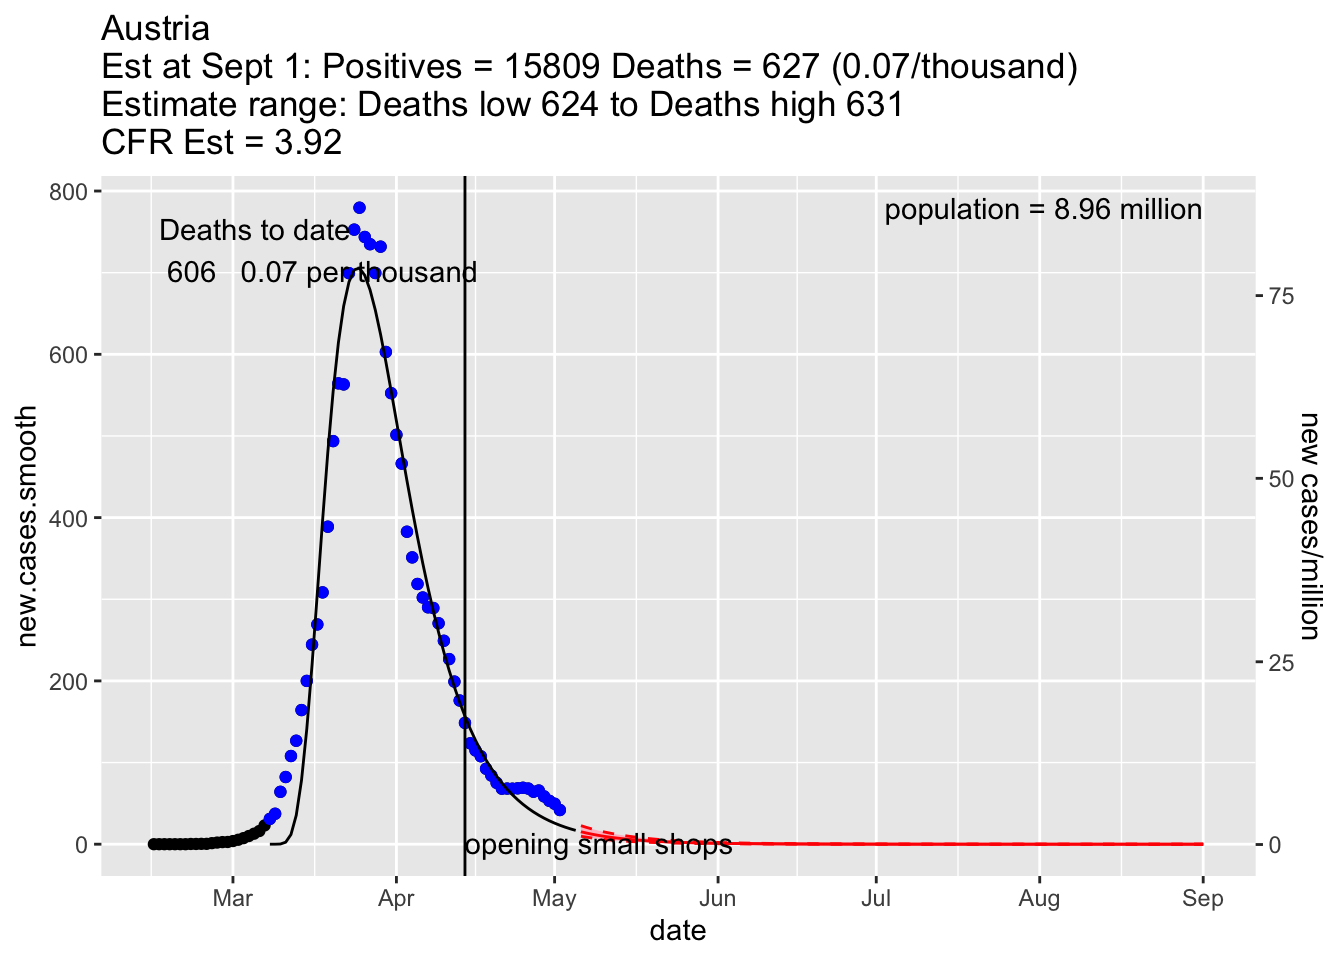 Austria
Est at Sept 1: Positives = 15809 Deaths = 627 (0.07/thousand)
Estimate range: Deaths low 624 to Deaths high 631
CFR Est = 3.92
800
600
400
200
0
new.cases.smooth
Deaths to date
606 0.07 per thousand
population = 8.96 million
opening small shops
75
50
25
0
new cases/million
Mar Apr May Jun Jul Aug Sep
date